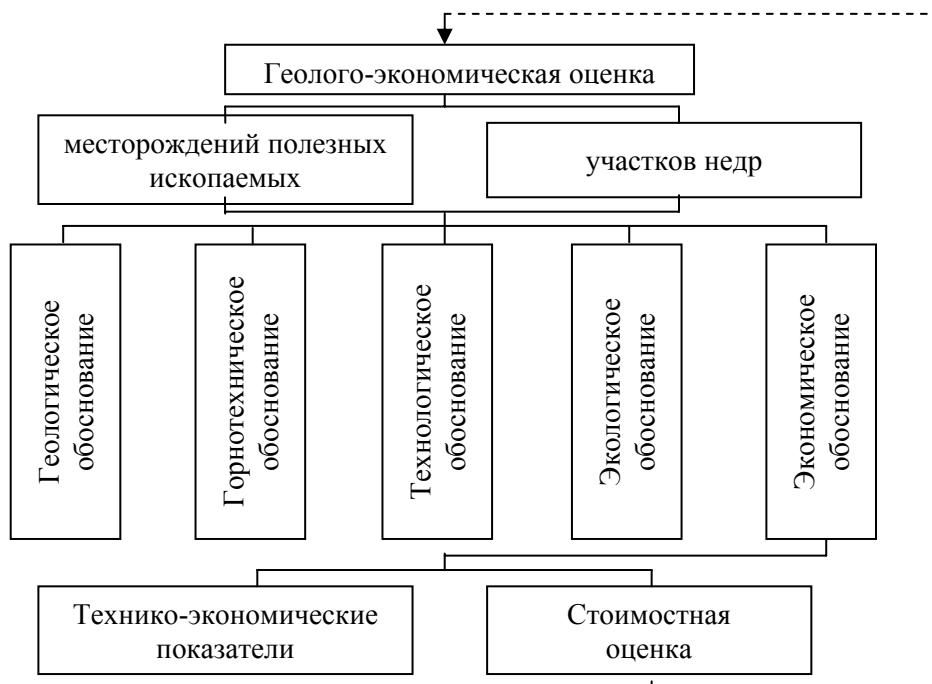 Геолого-экономическая оценка
месторождений полезных
ископаемых
участков недр
Геологическое
обоснование
Горнотехническое
обоснование
Технологическое
обоснование
Экологическое
обоснование
Экономическое
обоснование
Технико-экономические
показатели
Стоимостная
оценка